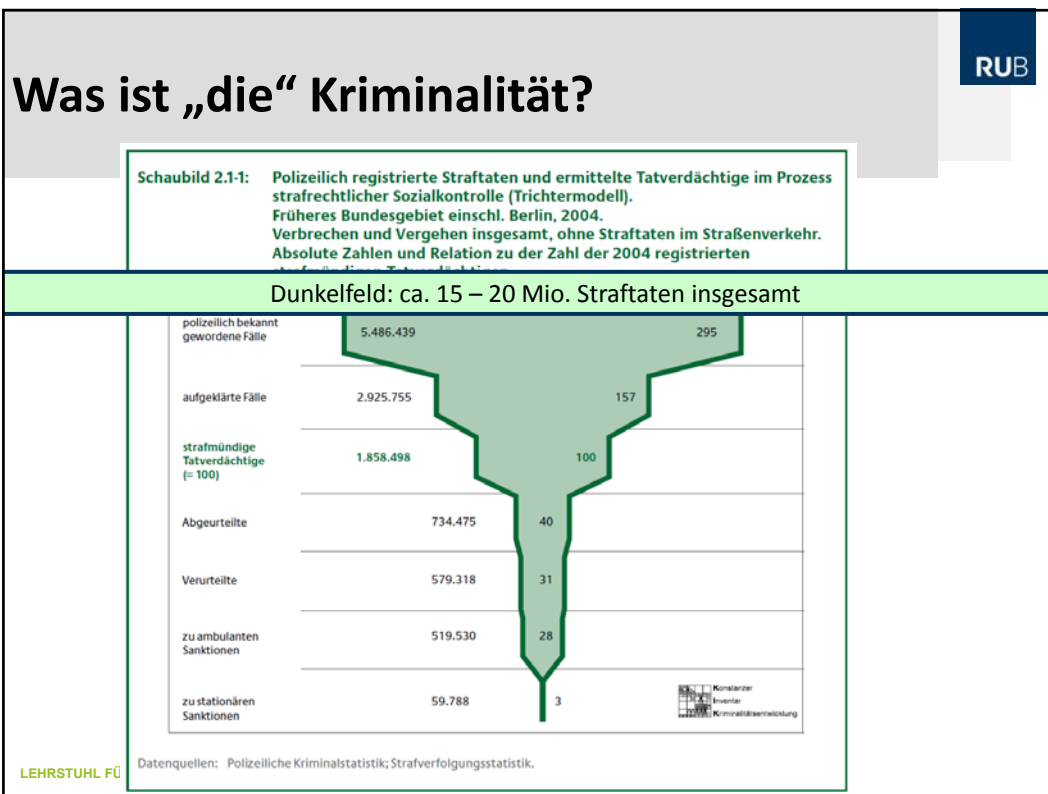 RUB
Was ist „die“ Kriminalität?
Schaubild 2.1-1: Polizeilich registrierte Straftaten und ermittelte Tatverdächtige im Prozess
strafrechtlicher Sozialkontrolle (Trichtermodell).
Früheres Bundesgebiet einschl. Berlin, 2004.
Verbrechen und Vergehen insgesamt, ohne Straftaten im Straßenverkehr.
Absolute Zahlen und Relation zu der Zahl der 2004 registrierten
Dunkelfeld: ca. 15 – 20 Mio. Straftaten insgesamt
polizeilich bekannt
gewordene Fälle 5.486.439 295
aufgeklärte Fälle 2.925.755 157
strafmündige
Tatverdächtige 1.858.498 100
(= 100)
Abgeurteilte 734.475 40
Verurteilte 579.318 31
zu ambulanten 519.530 28
Sanktionen
zu stationären 59.788 3
Sanktionen
Konstanzer
Inventar
Kriminalitätsentwicklung
Datenquellen: Polizeiliche Kriminalstatistik; Strafverfolgungsstatistik.
LEHRSTUHL FÜ